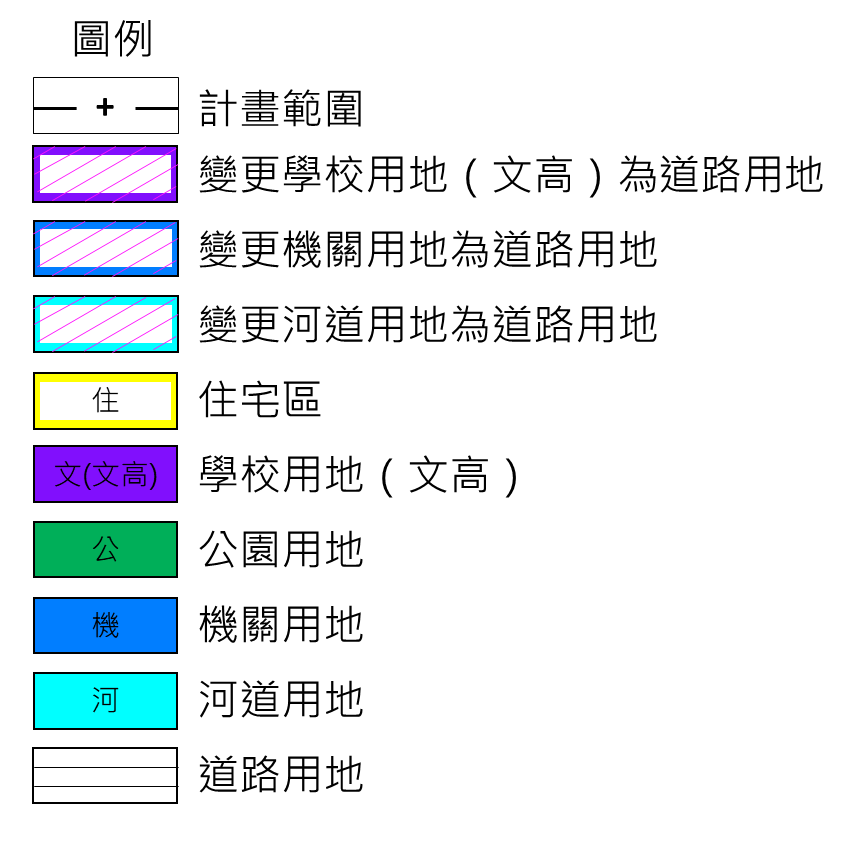 圖例
計畫範圍
變更學校用地(文高)為道路用地
變更機關用地為道路用地
變更河道用地為道路用地
住 住宅區
文(文高) 學校用地(文高)
公 公園用地
機 機關用地
河 河道用地
道路用地